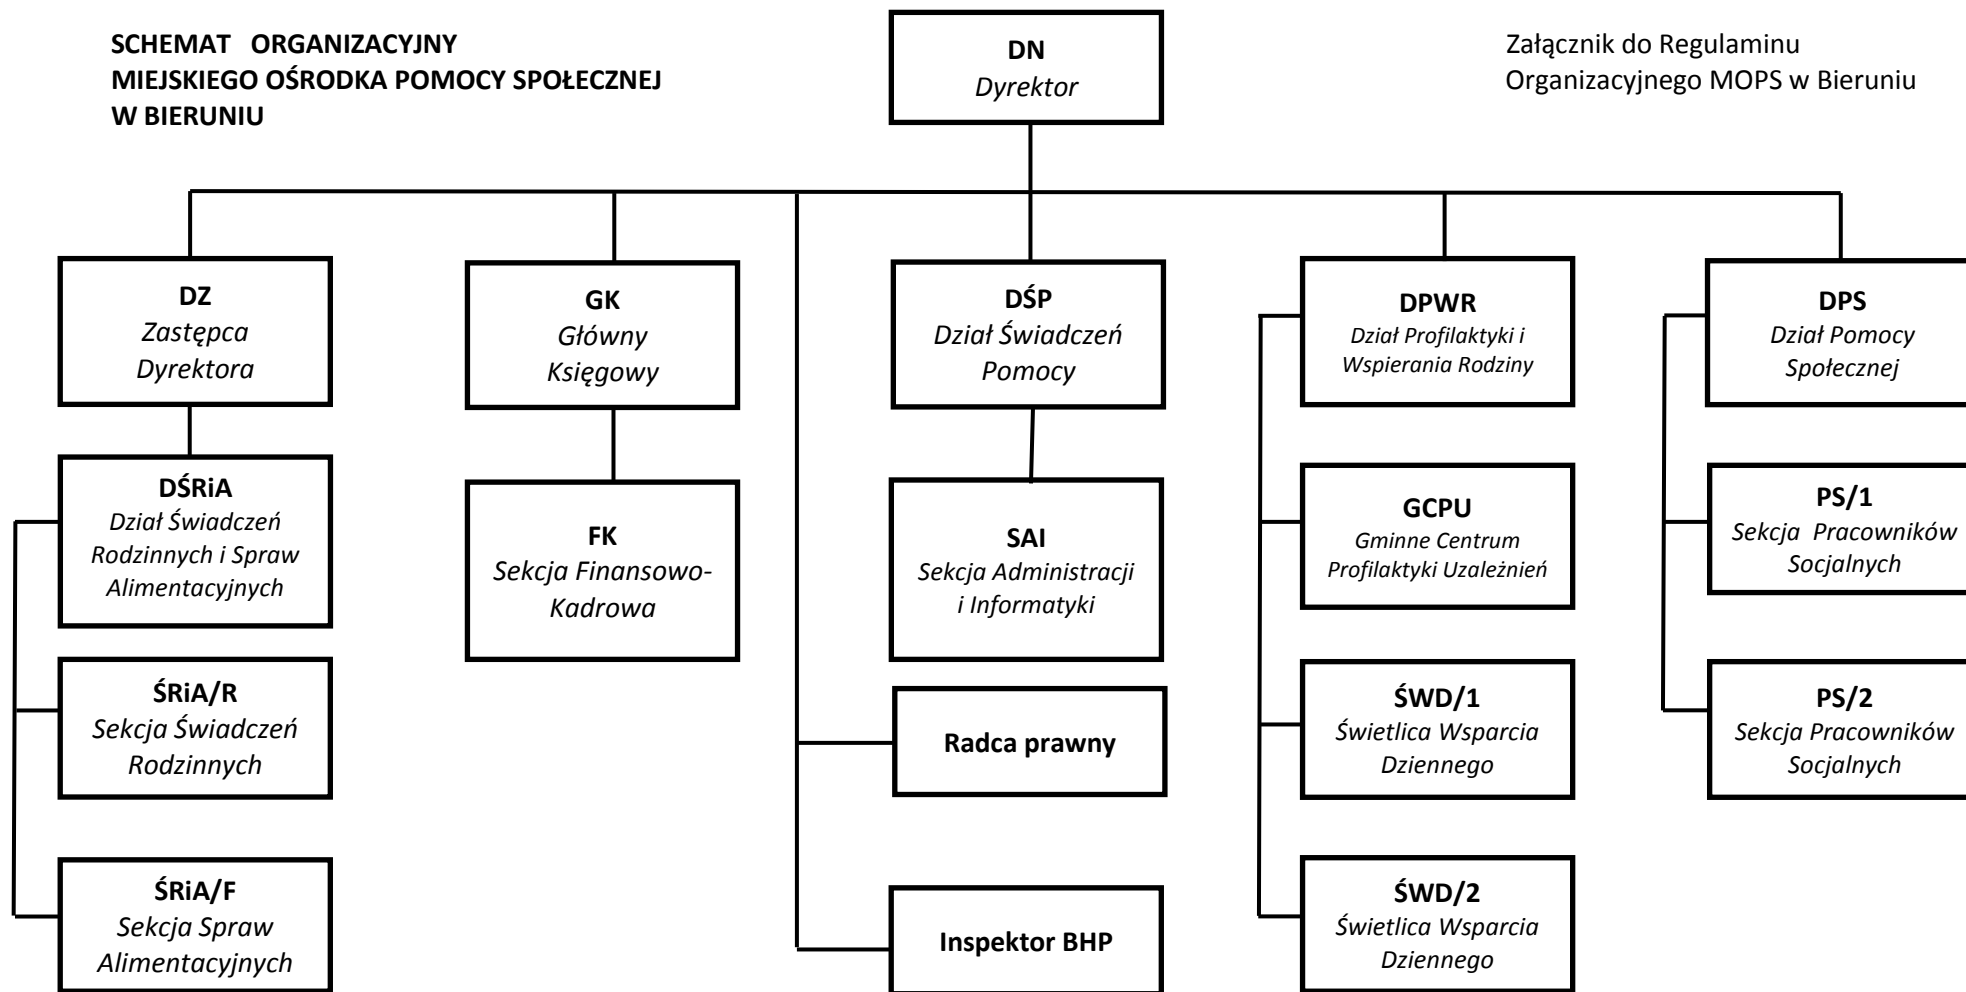 SCHEMAT ORGANIZACYJNY
MIEJSKIEGO OŚRODKA POMOCY SPOŁECZNEJ
W BIERUNIU
DN
Dyrektor
Załącznik do Regulaminu
Organizacyjnego MOPS w Bieruniu
DZ
Zastępca
Dyrektora
GK
Główny
Księgowy
DŚP
Dział Świadczeń
Pomocy
DPWR
Dział Profilaktyki i
Wspierania Rodziny
DPS
Dział Pomocy
Społecznej
DŚRiA
Dział Świadczeń
Rodzinnych i Spraw
Alimentacyjnych
FK
Sekcja Finansowo-
Kadrowa
SAI
Sekcja Administracji
i Informatyki
GCPU
Gminne Centrum
Profilaktyki Uzależnień
PS/1
Sekcja Pracowników
Socjalnych
ŚRiA/R
Sekcja Świadczeń
Rodzinnych
Radca prawny
ŚWD/1
Świetlica Wsparcia
Dziennego
PS/2
Sekcja Pracowników
Socjalnych
ŚRiA/F
Sekcja Spraw
Alimentacyjnych
Inspektor BHP
ŚWD/2
Świetlica Wsparcia
Dziennego